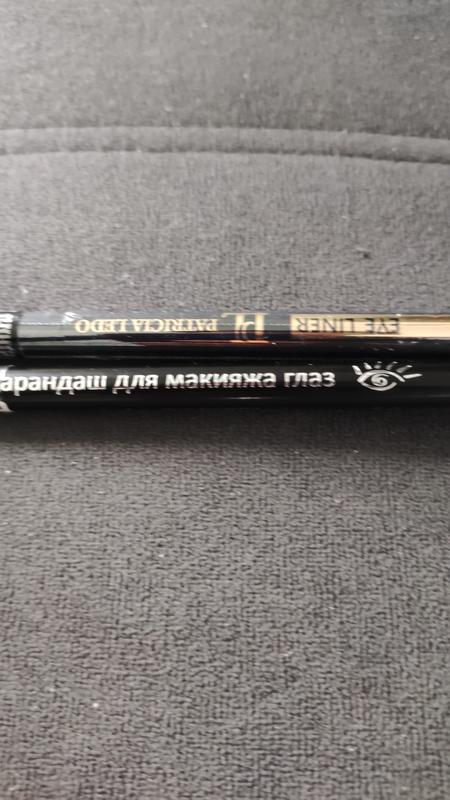 EYE LINER PL PATRICIA LEDO
арандаш для макияжа глаз